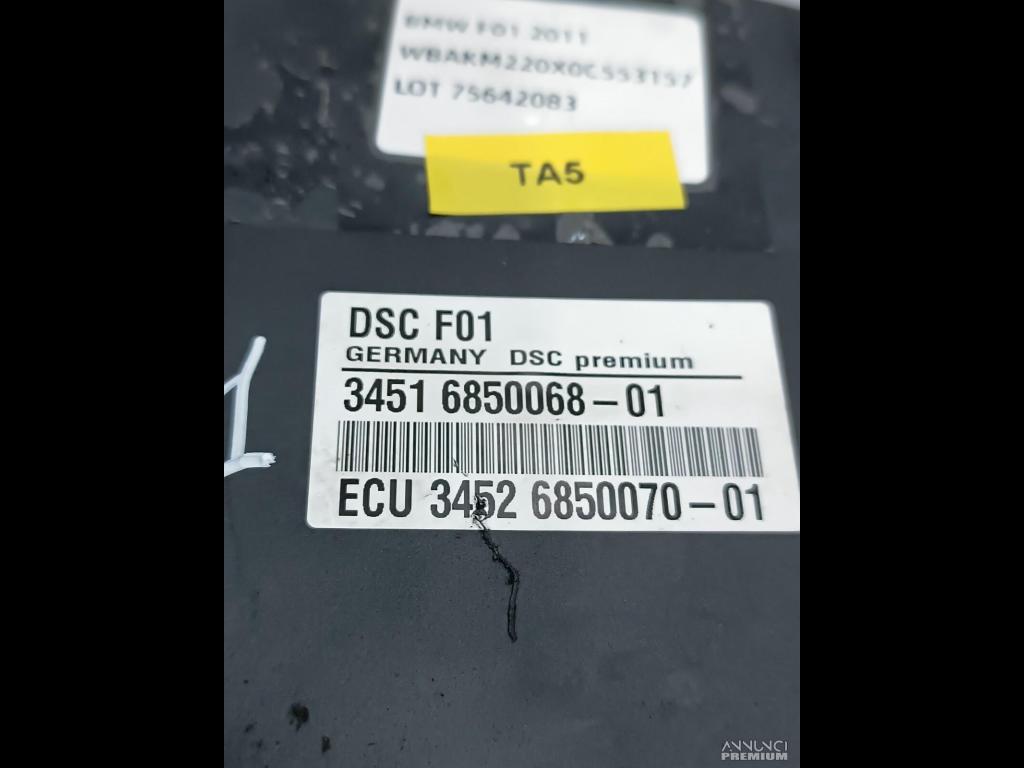 BMW F01 2011
WBAKM220X0C553157
LOT 75642083
TA5
DSC F01
GERMANY DSC premium
3451 6850068-01
ECU 3452 6850070-01
ANNUNCI
PREMIUM